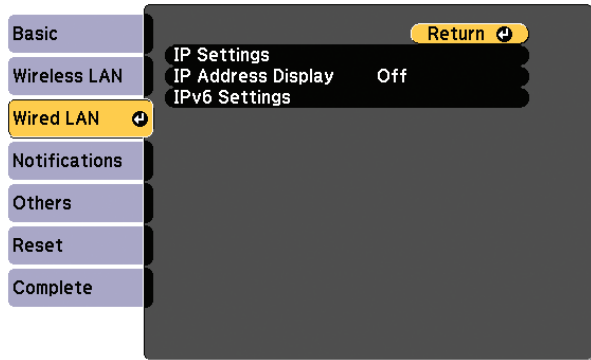 Basic
Wireless LAN
Wired LAN
Notifications
Others
Reset
Complete
Return
IP Settings
IP Address Display Off
IPv6 Settings